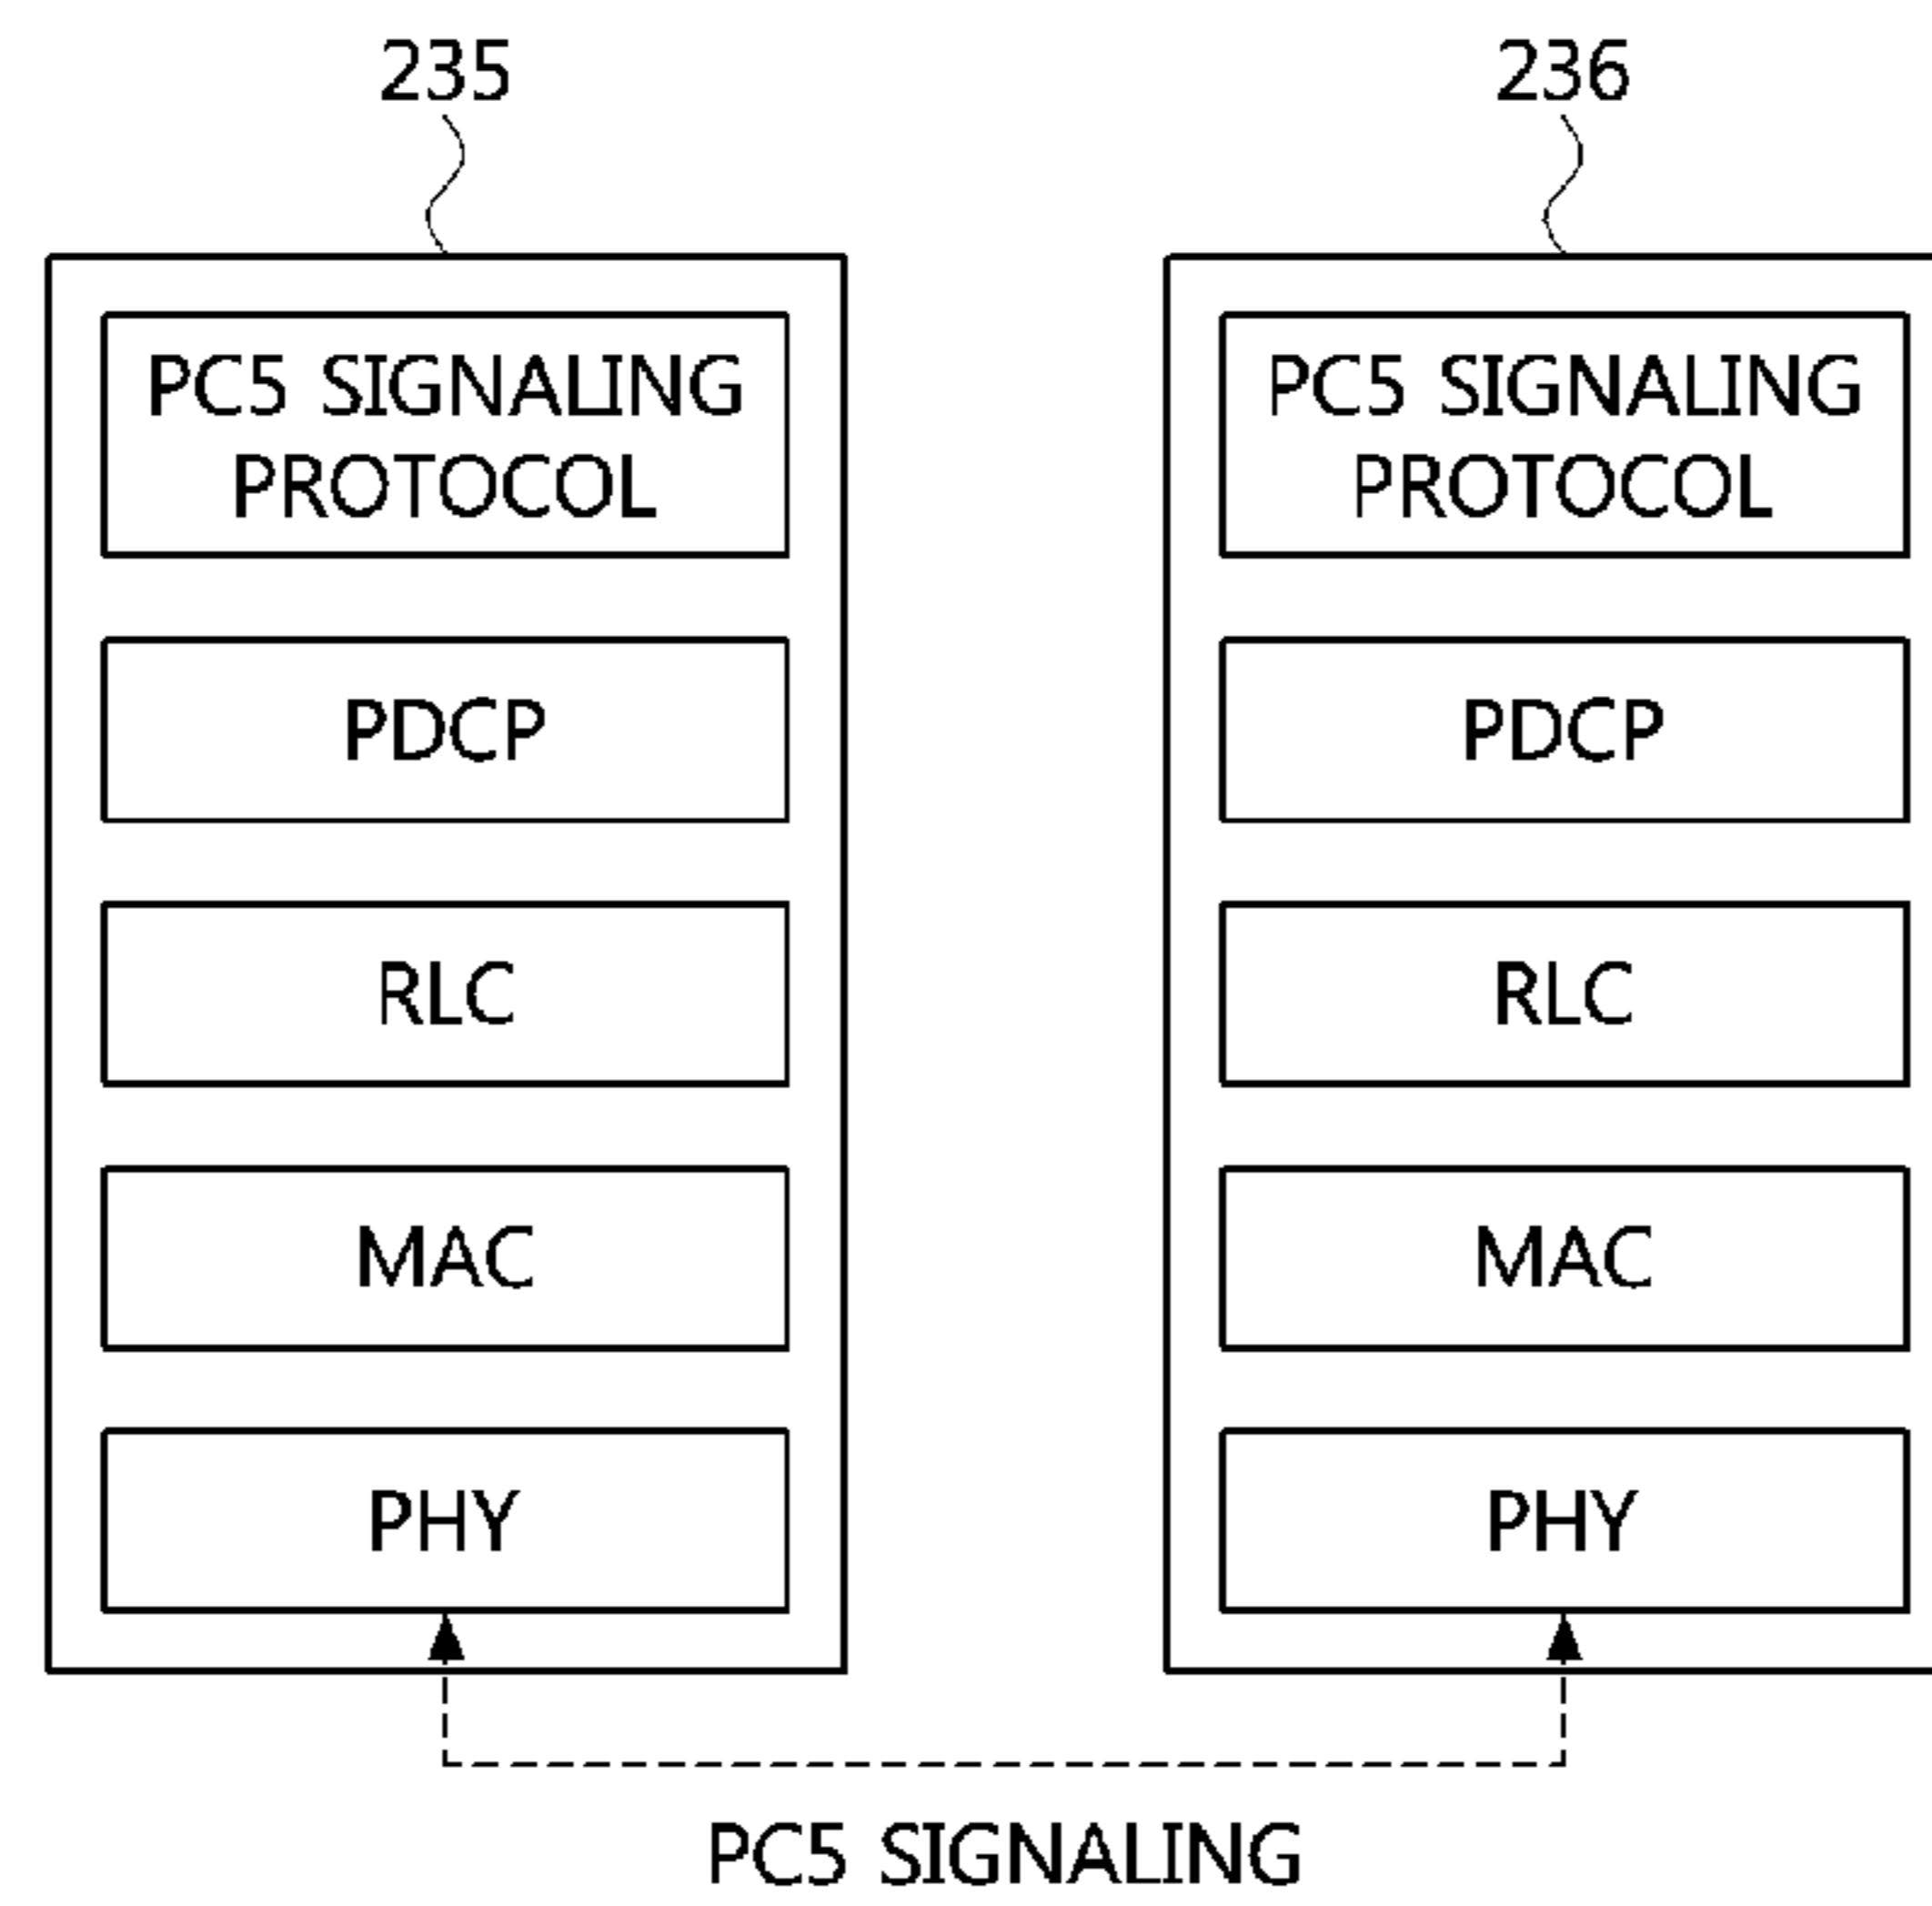 235
236
PC5 SIGNALING
PROTOCOL
PDCP
RLC
MAC
PHY
PC5 SIGNALING
PROTOCOL
PDCP
RLC
MAC
PHY
PC5 SIGNALING